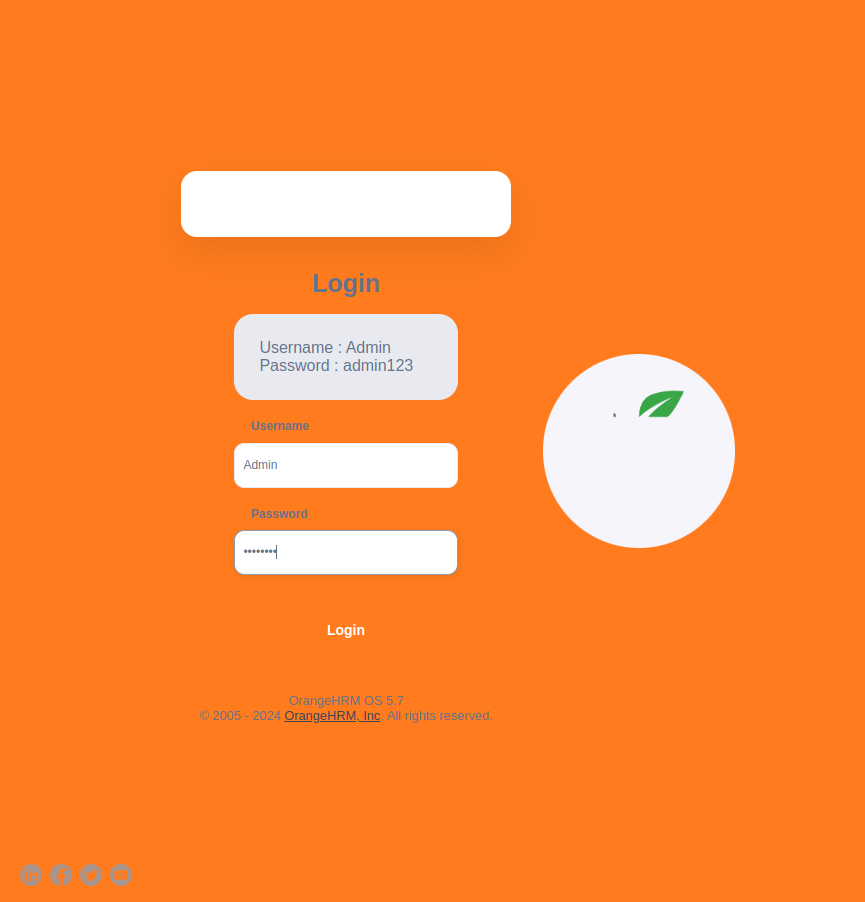 Login
Username : Admin
Password : admin123
Username
Admin
Password
••••••••
Login
OrangeHRM OS 5.7
© 2005 - 2024 OrangeHRM, Inc. All rights reserved.